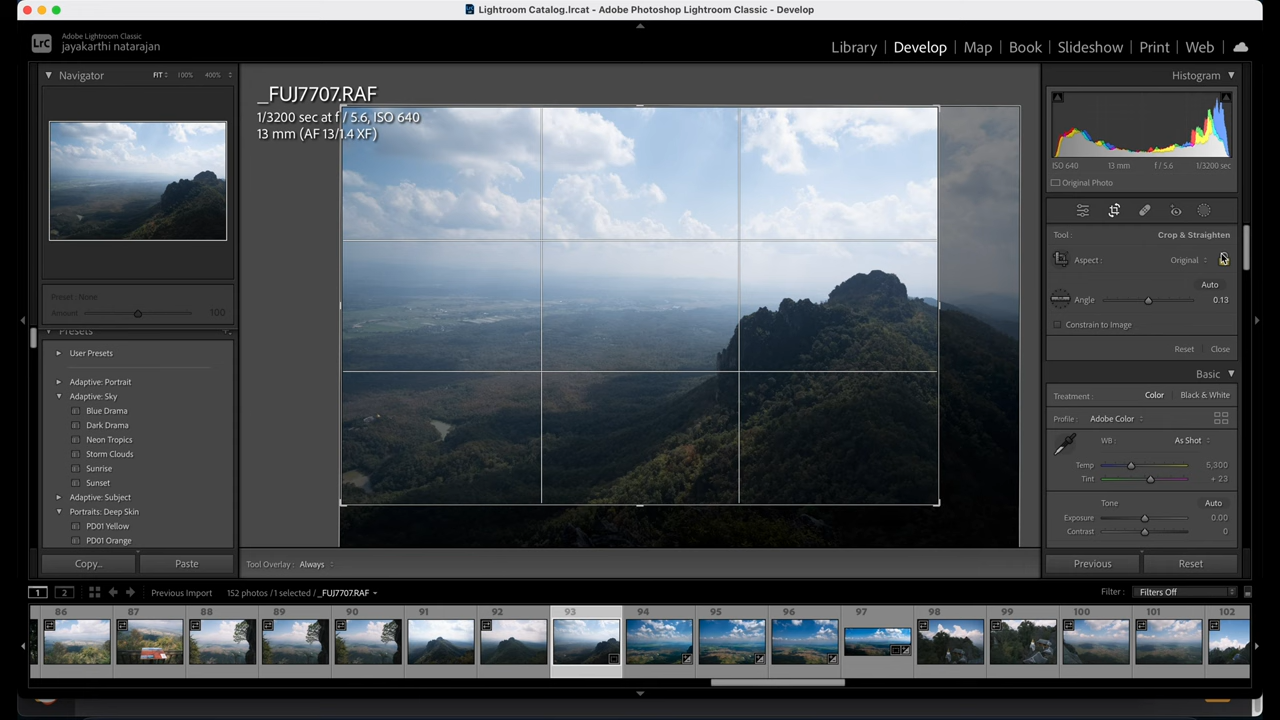 Lightroom Catalog.lrcat - Adobe Photoshop Lightroom Classic - Develop
LrC
Adobe Lightroom Classic
jayakarthi natarajan
Library | Develop | Map | Book | Slideshow | Print | Web
Navigator FIT 100% 400%
Preset: None
Amount 100
Presets
User Presets
Adaptive: Portrait
Adaptive: Sky
Blue Drama
Dark Drama
Neon Tropics
Storm Clouds
Sunrise
Sunset
Adaptive: Subject
Portraits: Deep Skin
PD01 Yellow
PD01 Orange
Copy... Paste
_FUJ7707.RAF
1/3200 sec at f / 5.6, ISO 640
13 mm (AF 13/1.4 XF)
Tool Overlay : Always
Histogram
ISO 640 13 mm f / 5.6 1/3200 sec
Original Photo
Tool : Crop & Straighten
Aspect : Original
Auto
Angle 0.13
Constrain to Image
Reset Close
Basic
Treatment : Color Black & White
Profile : Adobe Color
WB : As Shot
Temp 5,300
Tint + 23
Tone Auto
Exposure 0.00
Contrast 0
Previous Reset
1 2 Previous Import 152 photos /1 selected / _FUJ7707.RAF Filter : Filters Off
86 87 88 89 90 91 92 93 94 95 96 97 98 99 100 101 102